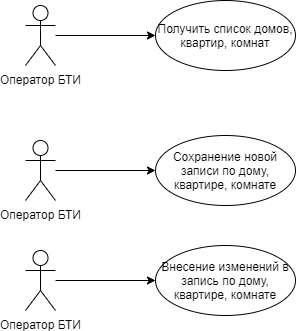 Получить список домов,
квартир, комнат
Оператор БТИ
Сохранение новой
записи по дому,
квартире, комнате
Оператор БТИ
Внесение изменений в
запись по дому,
квартире, комнате
Оператор БТИ